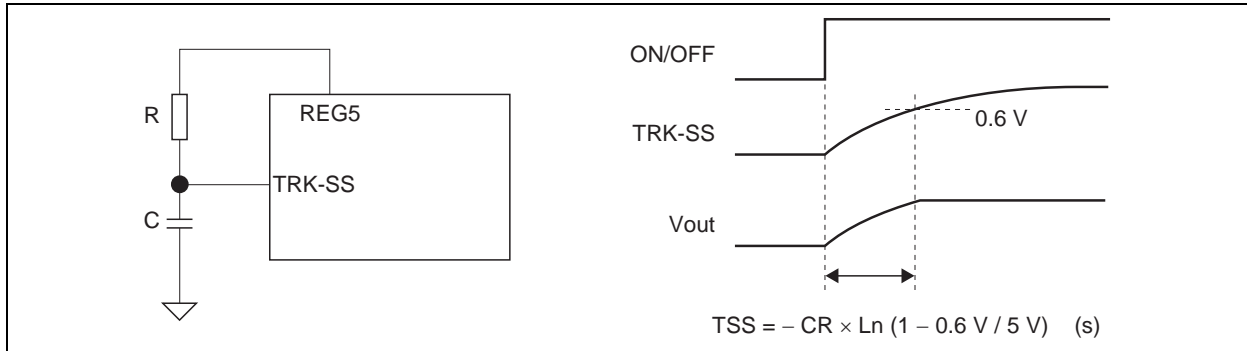 REG5
R
TRK-SS
C
ON/OFF
TRK-SS
0.6 V
Vout
TSS = – CR × Ln (1 – 0.6 V / 5 V) (s)